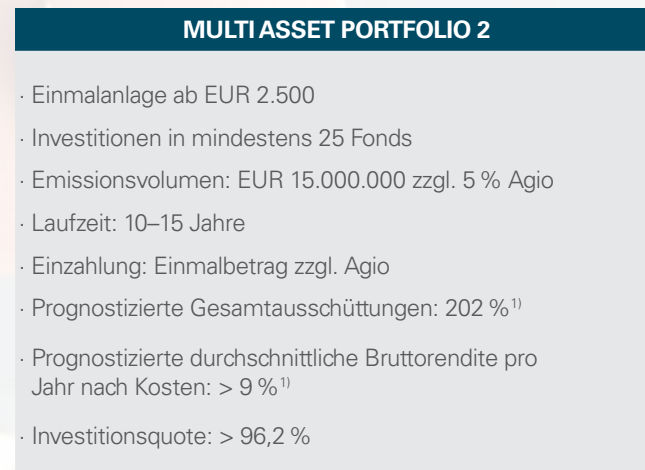 MULTI ASSET PORTFOLIO 2
· Einmalanlage ab EUR 2.500
· Investitionen in mindestens 25 Fonds
· Emissionsvolumen: EUR 15.000.000 zzgl. 5 % Agio
· Laufzeit: 10–15 Jahre
· Einzahlung: Einmalbetrag zzgl. Agio
· Prognostizierte Gesamtausschüttungen: 202 %¹⁾
· Prognostizierte durchschnittliche Bruttorendite pro
Jahr nach Kosten: > 9 %¹⁾
· Investitionsquote: > 96,2 %